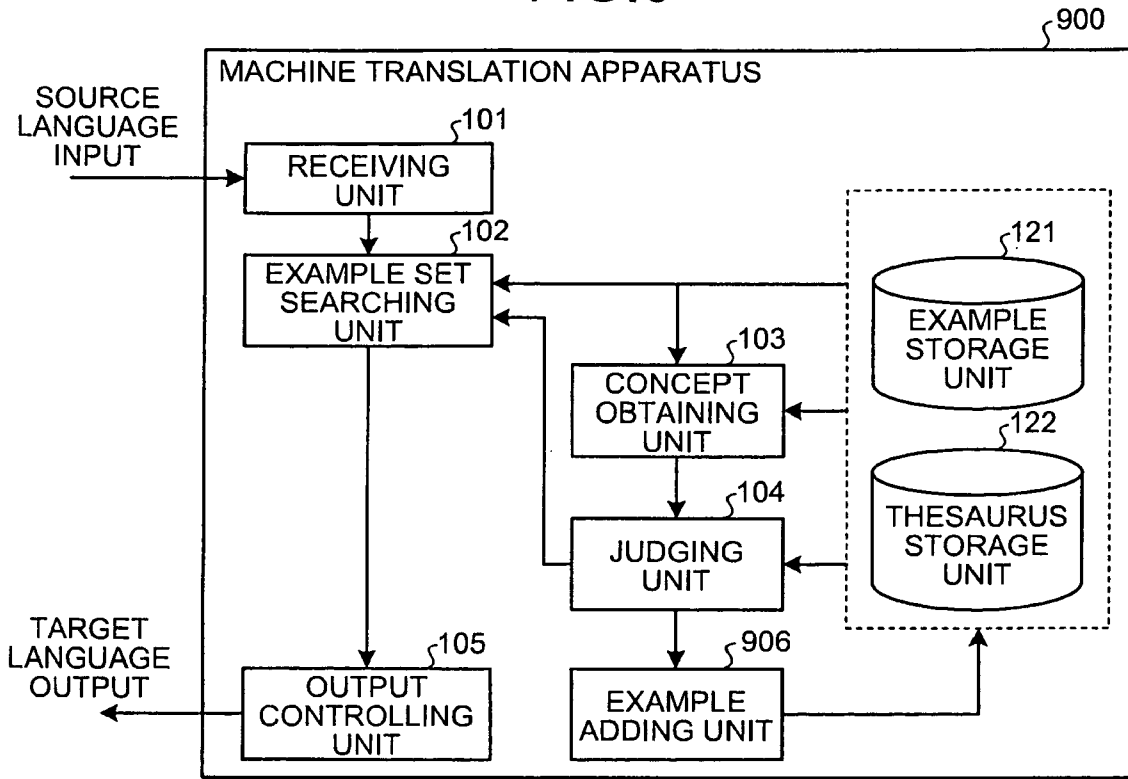 900
MACHINE TRANSLATION APPARATUS
SOURCE
LANGUAGE
INPUT
101
RECEIVING
UNIT
102
EXAMPLE SET
SEARCHING
UNIT
121
EXAMPLE
STORAGE
UNIT
103
CONCEPT
OBTAINING
UNIT
122
THESAURUS
STORAGE
UNIT
104
JUDGING
UNIT
TARGET
LANGUAGE
OUTPUT
105
OUTPUT
CONTROLLING
UNIT
906
EXAMPLE
ADDING UNIT